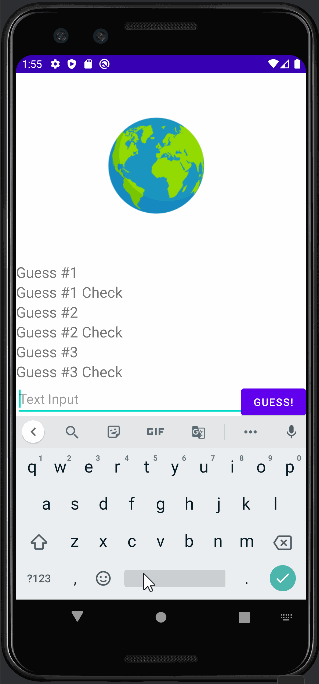 1:55
Guess #1
Guess #1 Check
Guess #2
Guess #2 Check
Guess #3
Guess #3 Check
Text Input GUESS!
GIF
1 2 3 4 5 6 7 8 9 0
q w e r t y u i o p
a s d f g h j k l
z x c v b n m
?123 , .